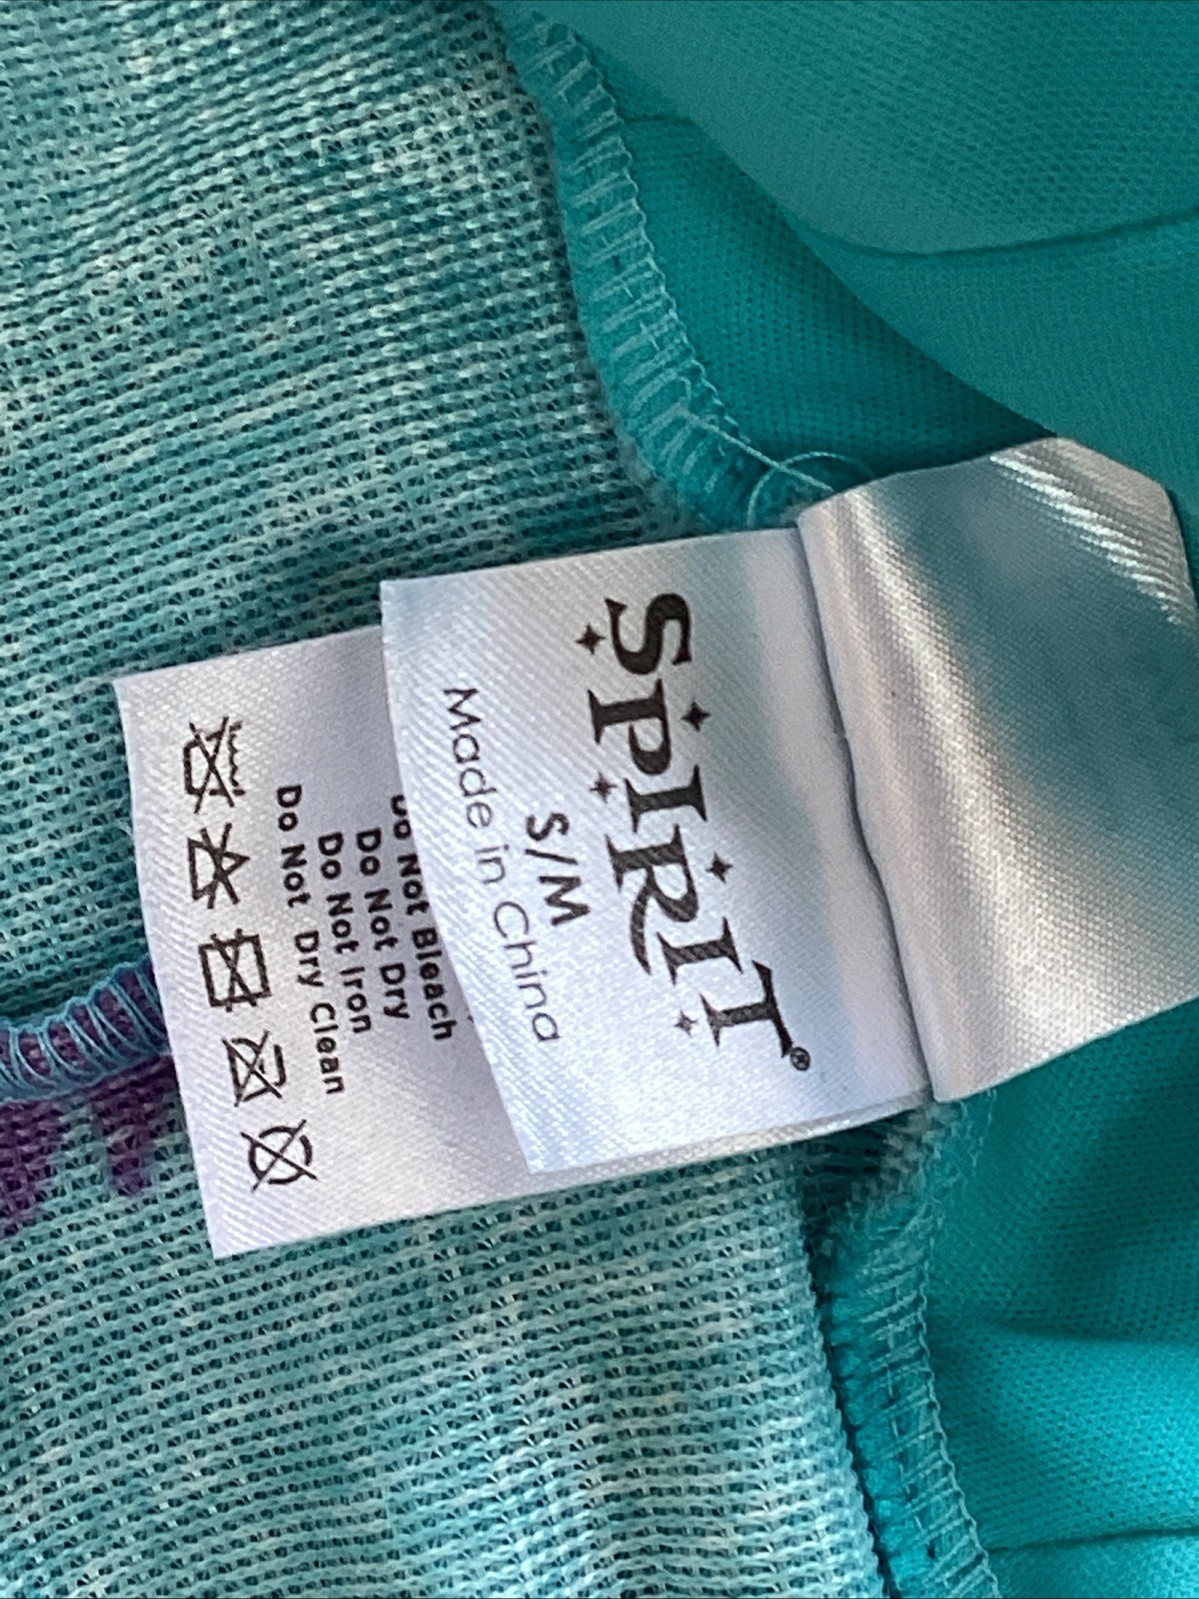 SPIRIT®
S/M
Made in China
Do Not Bleach
Do Not Dry
Do Not Iron
Do Not Dry Clean